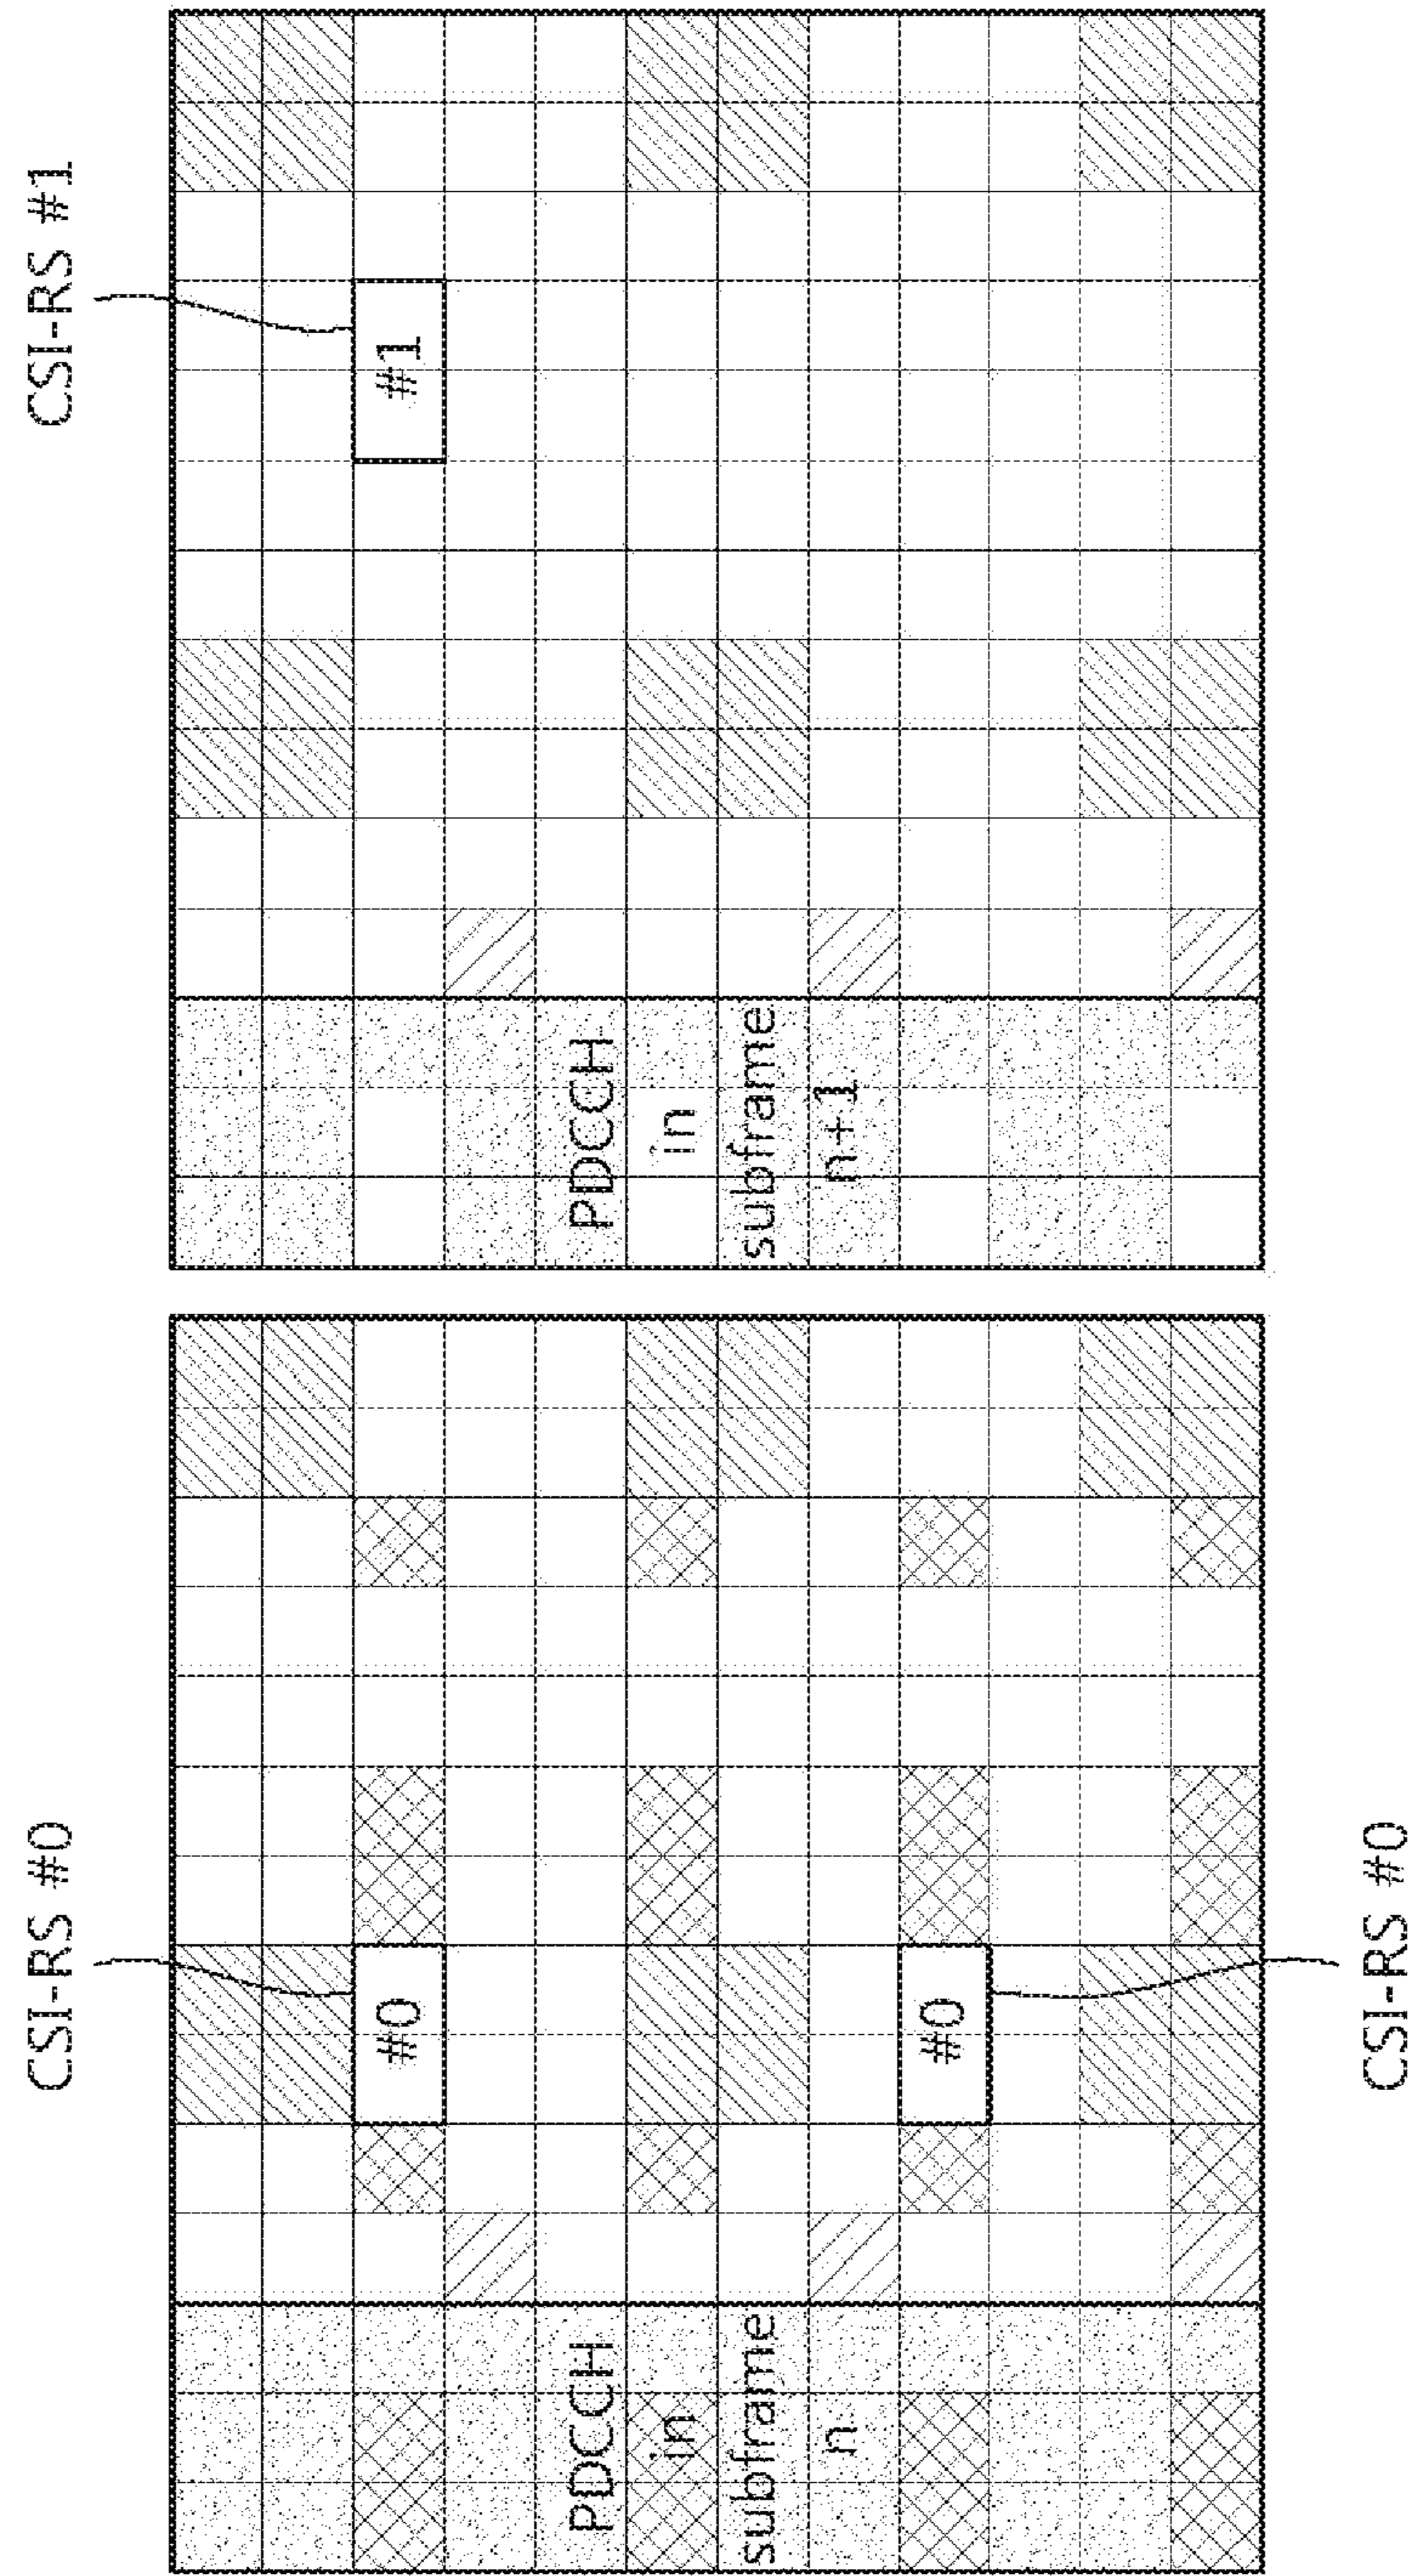 CSI-RS #0
CSI-RS #1
#0
#1
PDCCH
in
subframe
n
PDCCH
in
subframe
n+1
#0
CSI-RS #0